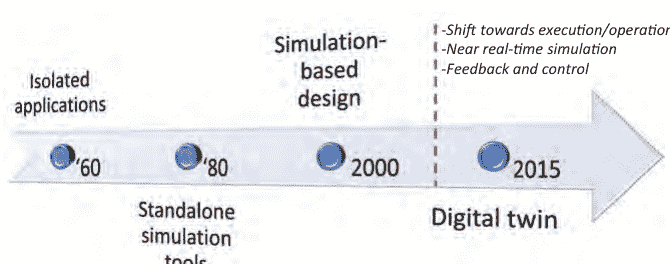 -Shift towards execution/operation
-Near real-time simulation
-Feedback and control
Simulation-
based
design
Isolated
applications
'60
'80
2000
2015
Standalone
simulation
tools
Digital twin